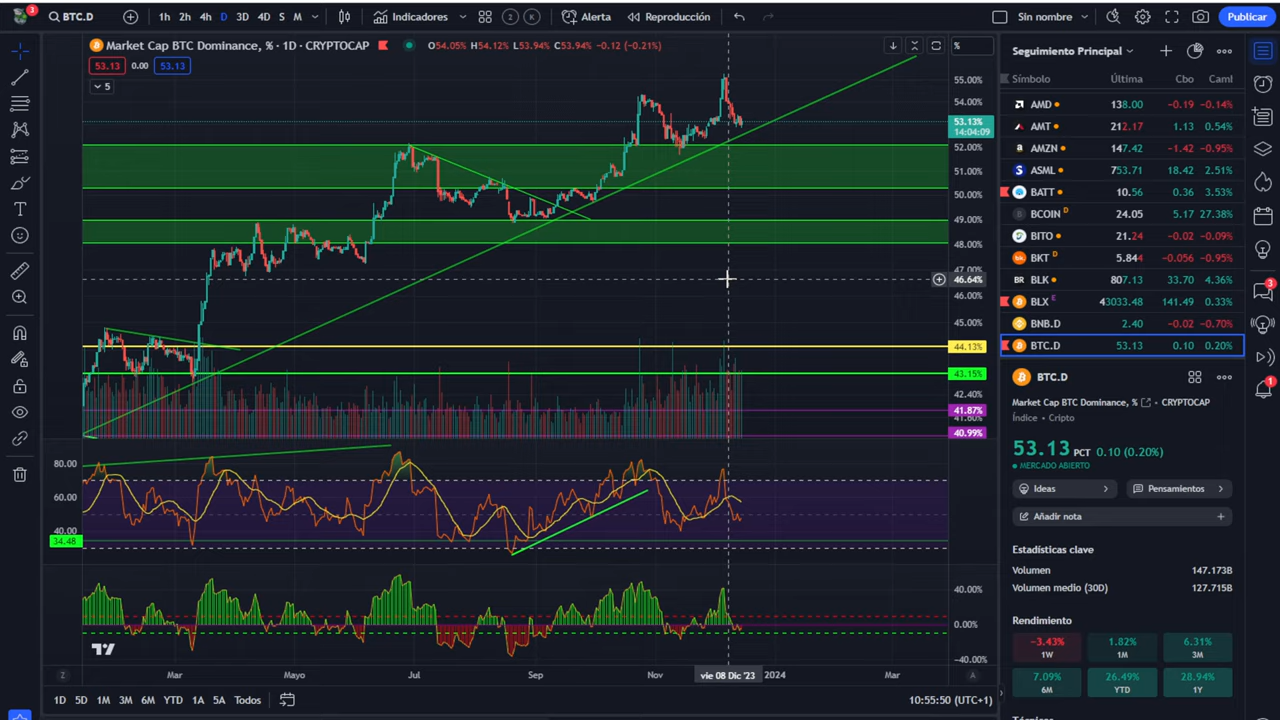 3
BTC.D
1h 2h 4h D 3D 4D S M
Indicadores
2 K
Alerta
Reproducción
Sin nombre
Publicar
Market Cap BTC Dominance, % · 1D · CRYPTOCAP
O54.05% H54.12% L53.94% C53.94% -0.12 (-0.21%)
53.13 0.00 53.13
5
%
55.00%
54.00%
53.13%
14:04:09
52.00%
51.00%
50.00%
49.00%
48.00%
47.00%
46.64%
46.00%
45.00%
44.13%
43.15%
42.40%
41.87%
41.60%
40.99%
80.00
60.00
40.00
34.48
40.00%
0.00%
-40.00%
Z
Mar Mayo Jul Sep Nov vie 08 Dic '23 2024 Mar
A
1D 5D 1M 3M 6M YTD 1A 5A Todos
10:55:50 (UTC+1)
Seguimiento Principal
Símbolo Última Cbo Caml
AMD 138.00 -0.19 -0.14%
AMT 212.17 1.13 0.54%
AMZN 147.42 -1.42 -0.95%
ASML 753.71 18.42 2.51%
BATT 10.56 0.36 3.53%
BCOIN D 24.05 5.17 27.38%
BITO 21.24 -0.02 -0.09%
BKT D 5.844 -0.056 -0.95%
BR BLK 807.13 33.70 4.36%
BLX E 43033.48 141.49 0.33%
BNB.D 2.40 -0.02 -0.70%
BTC.D 53.13 0.10 0.20%
BTC.D
Market Cap BTC Dominance, % CRYPTOCAP
Índice • Cripto
53.13 PCT 0.10 (0.20%)
MERCADO ABIERTO
Ideas
Pensamientos
Añadir nota
Estadísticas clave
Volumen 147.173B
Volumen medio (30D) 127.715B
Rendimiento
-3.43% 1.82% 6.31%
1W 1M 3M
7.09% 26.49% 28.94%
6M YTD 1Y
3
1